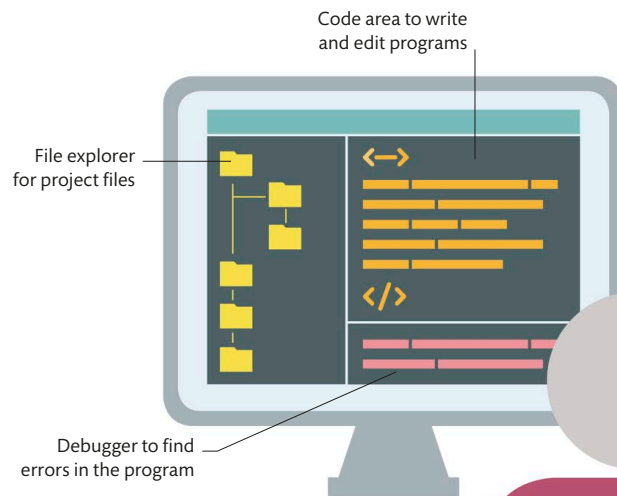 Code area to write
and edit programs
File explorer
for project files
Debugger to find
errors in the program